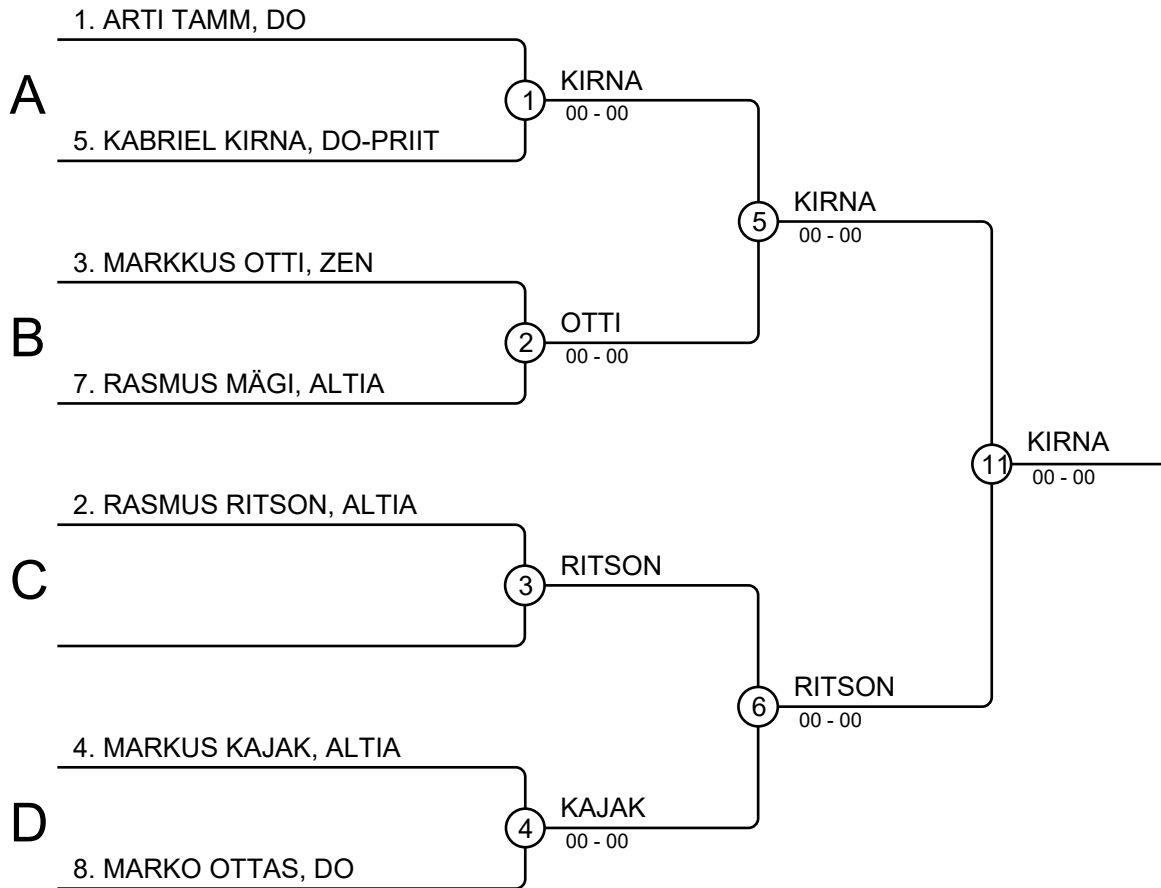 1. ARTI TAMM, DO
A
1
KIRNA
00 - 00
5. KABRIEL KIRNA, DO-PRIIT
5
KIRNA
00 - 00
3. MARKKUS OTTI, ZEN
B
2
OTTI
00 - 00
7. RASMUS MÄGI, ALTIA
11
KIRNA
00 - 00
2. RASMUS RITSON, ALTIA
C
3
RITSON
6
RITSON
00 - 00
4. MARKUS KAJAK, ALTIA
D
4
KAJAK
00 - 00
8. MARKO OTTAS, DO